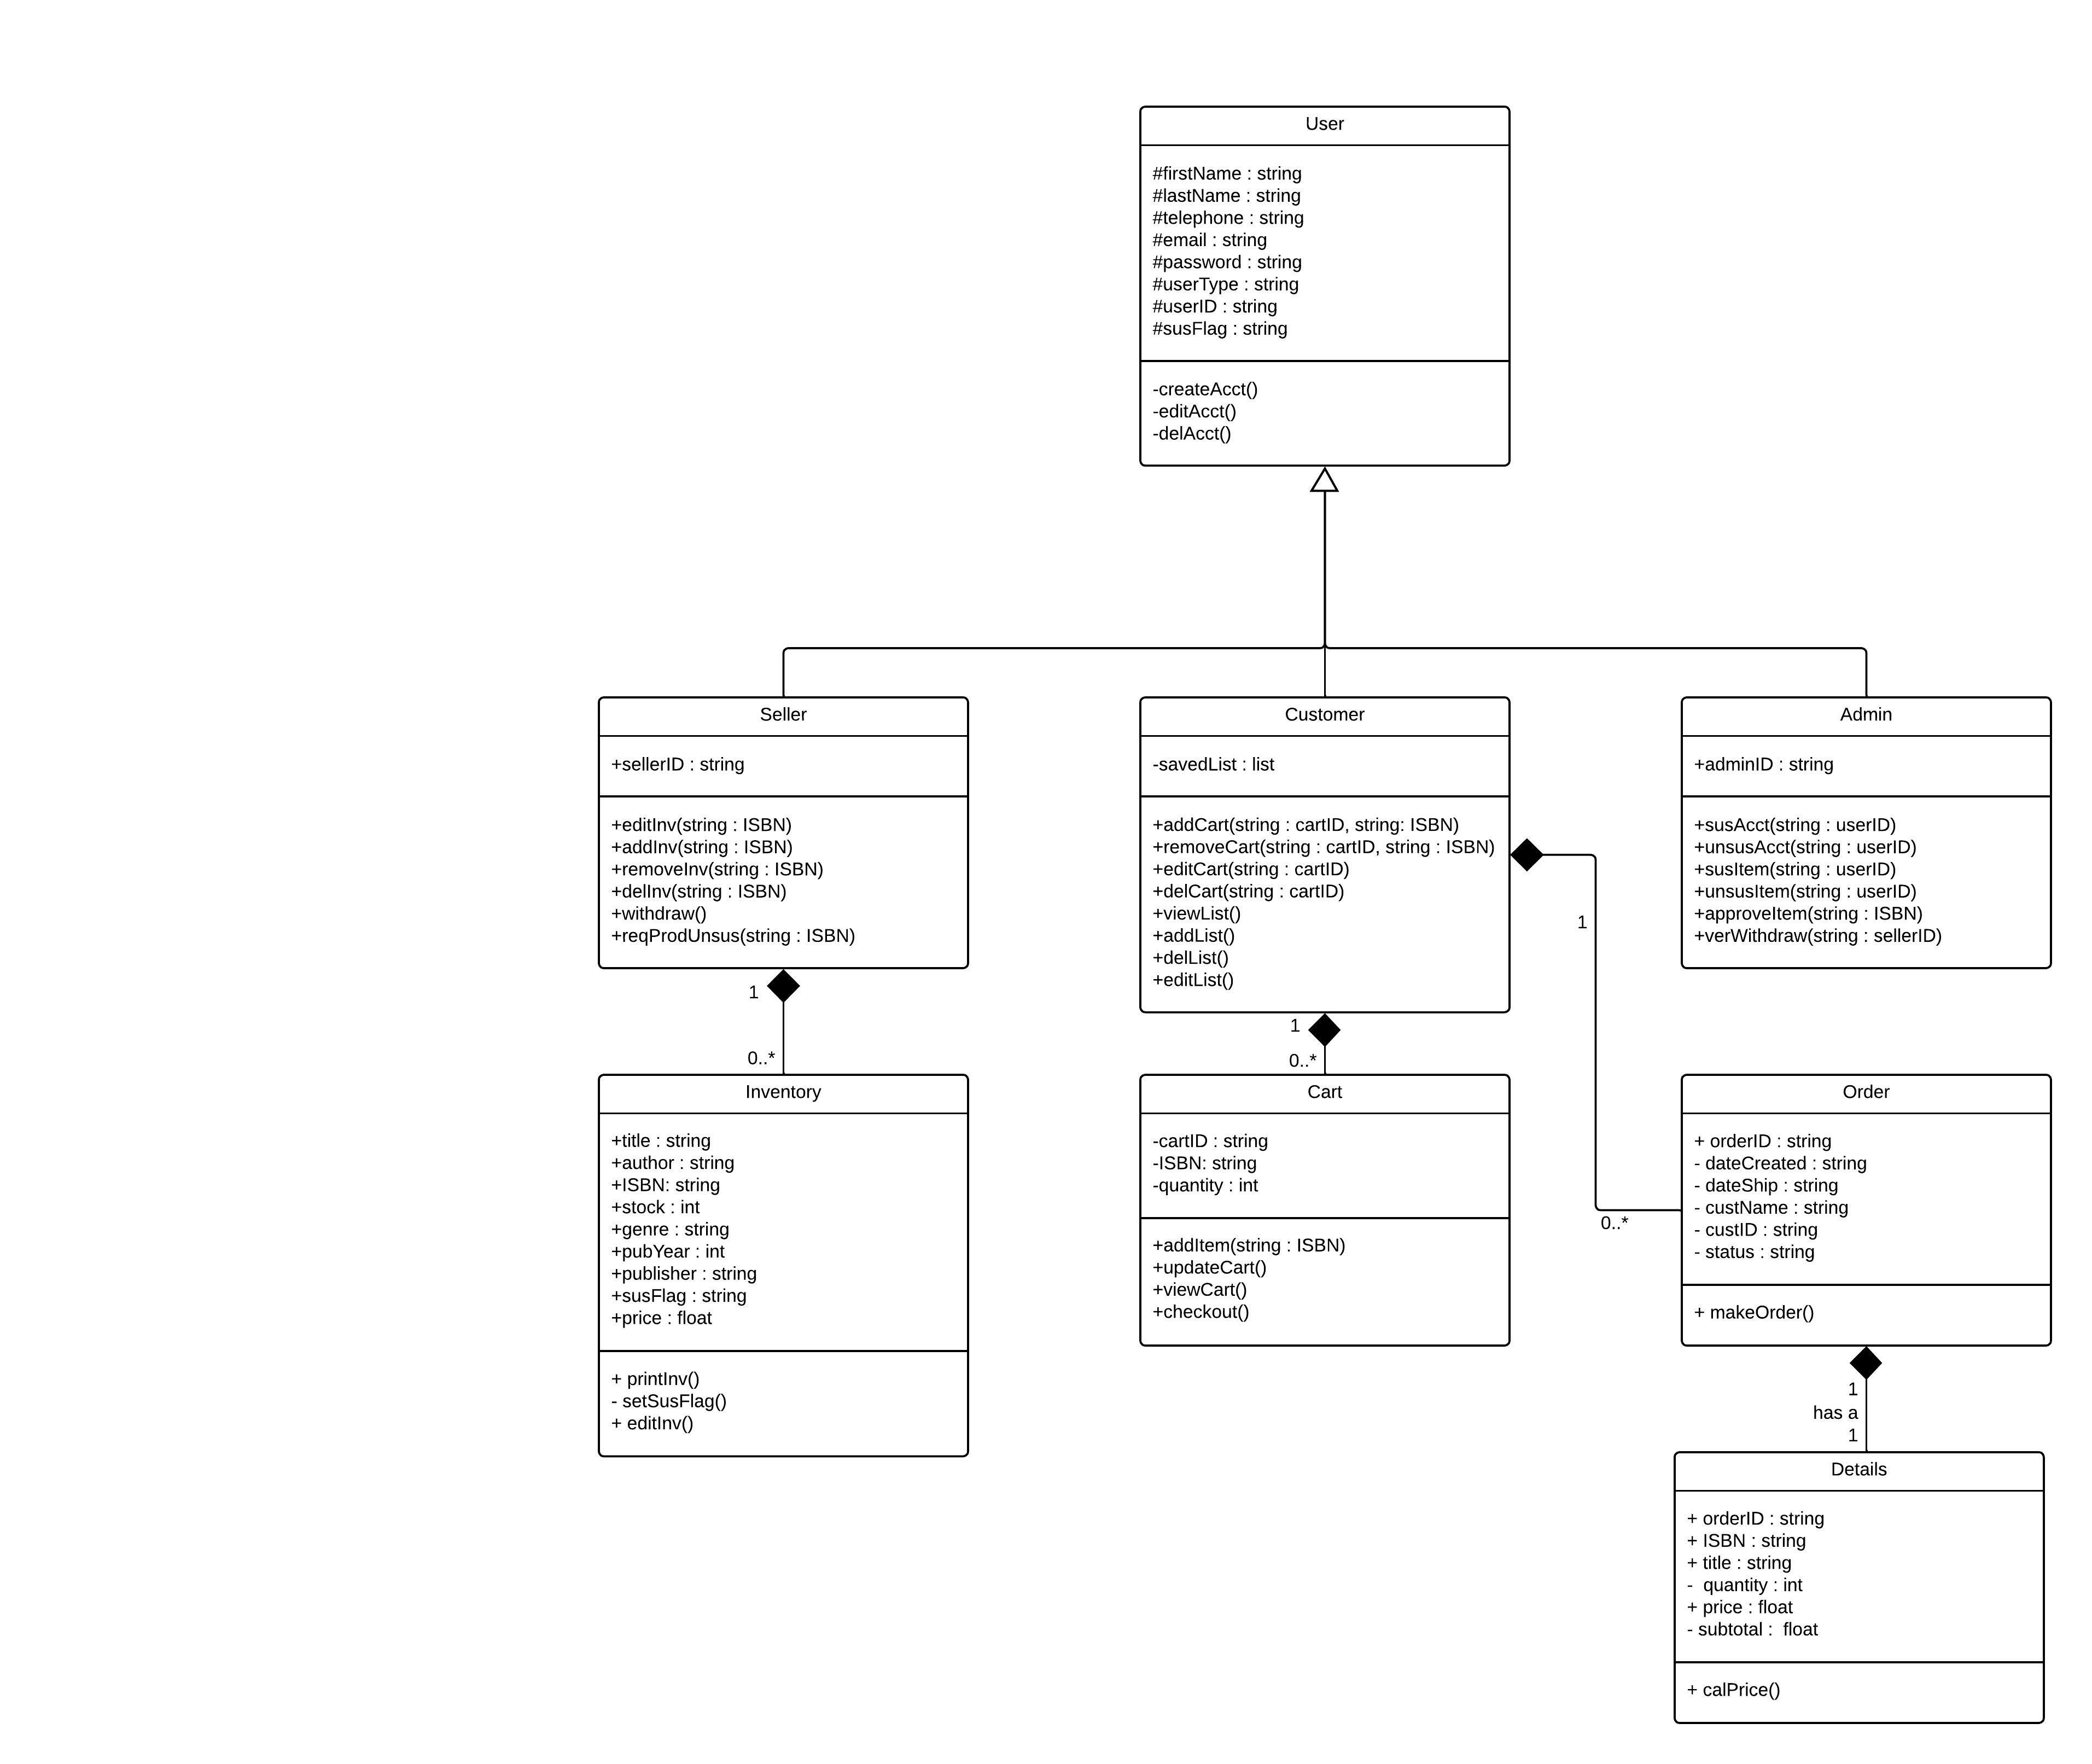 User
#firstName : string
#lastName : string
#telephone : string
#email : string
#password : string
#userType : string
#userID : string
#susFlag : string
-createAcct()
-editAcct()
-delAcct()
Seller
+sellerID : string
+editInv(string : ISBN)
+addInv(string : ISBN)
+removeInv(string : ISBN)
+delInv(string : ISBN)
+withdraw()
+reqProdUnsus(string : ISBN)
Customer
-savedList : list
+addCart(string : cartID, string: ISBN)
+removeCart(string : cartID, string : ISBN)
+editCart(string : cartID)
+delCart(string : cartID)
+viewList()
+addList()
+delList()
+editList()
Admin
+adminID : string
+susAcct(string : userID)
+unsusAcct(string : userID)
+susItem(string : userID)
+unsusItem(string : userID)
+approveItem(string : ISBN)
+verWithdraw(string : sellerID)
1
0..*
1
0..*
1
0..*
Inventory
+title : string
+author : string
+ISBN: string
+stock : int
+genre : string
+pubYear : int
+publisher : string
+susFlag : string
+price : float
+ printInv()
- setSusFlag()
+ editInv()
Cart
-cartID : string
-ISBN: string
-quantity : int
+addItem(string : ISBN)
+updateCart()
+viewCart()
+checkout()
Order
+ orderID : string
- dateCreated : string
- dateShip : string
- custName : string
- custID : string
- status : string
+ makeOrder()
1
has a
1
Details
+ orderID : string
+ ISBN : string
+ title : string
-  quantity : int
+ price : float
- subtotal :  float
+ calPrice()